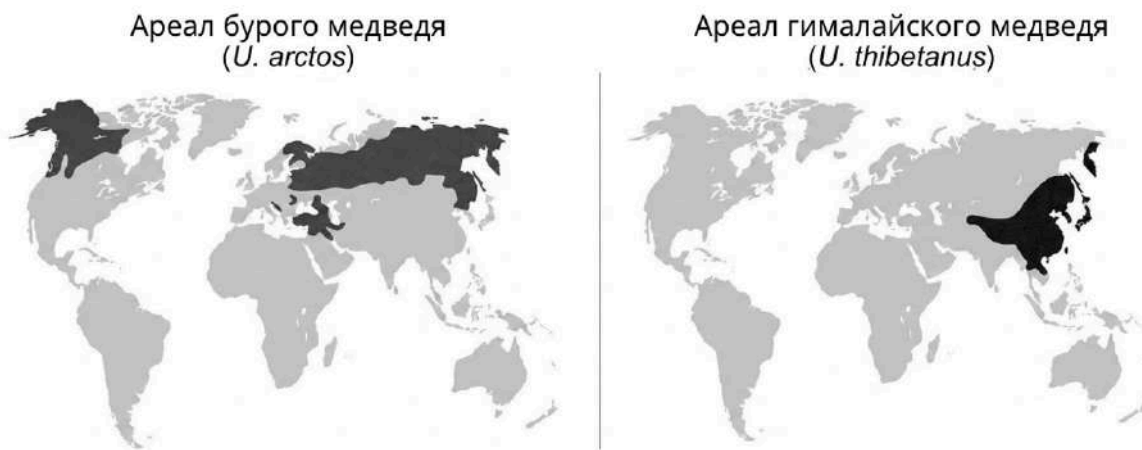 Ареал бурого медведя
(U. arctos)
Ареал гималайского медведя
(U. thibetanus)